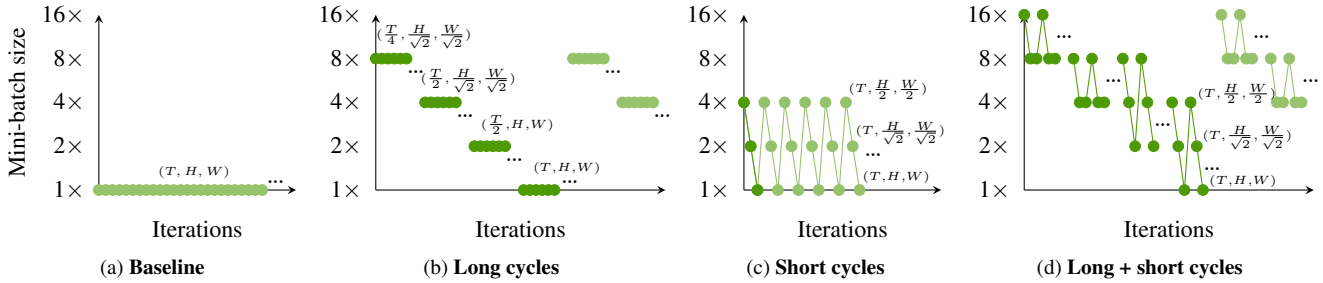 Mini-batch size
16×
8×
4×
2×
1×
(T, H, W)
...
Iterations
(a) Baseline
16×
8×
4×
2×
1×
(T/4, H/√2, W/√2)
...
(T/2, H/√2, W/√2)
...
(T/2, H, W)
...
(T, H, W)
...
...
...
Iterations
(b) Long cycles
16×
8×
4×
2×
1×
(T, H/2, W/2)
(T, H/√2, W/√2)
...
(T, H, W)
Iterations
(c) Short cycles
16×
8×
4×
2×
1×
...
...
...
...
...
...
(T, H/2, W/2)
(T, H/√2, W/√2)
(T, H, W)
Iterations
(d) Long + short cycles